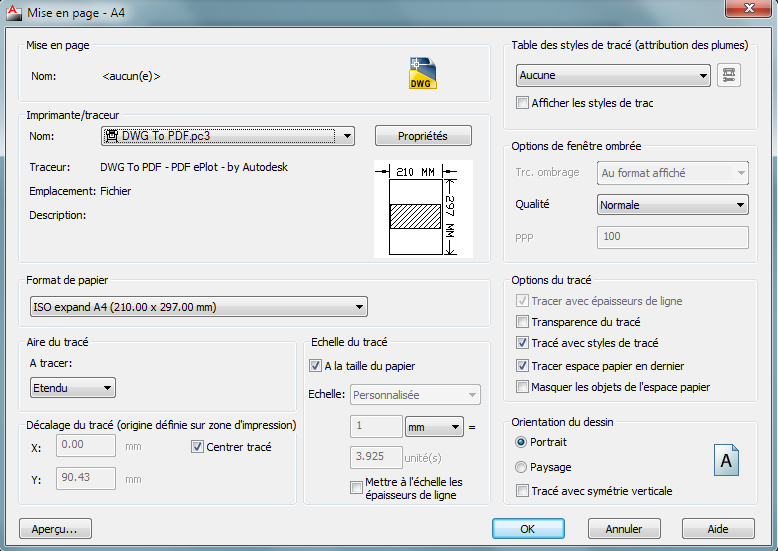 Mise en page - A4
Mise en page
Nom: <aucun(e)>
DWG
Imprimante/traceur
Nom: DWG To PDF.pc3 Propriétés
Traceur: DWG To PDF - PDF ePlot - by Autodesk
Emplacement: Fichier
Description:
210 MM
297 MM
Format de papier
ISO expand A4 (210.00 x 297.00 mm)
Aire du tracé
A tracer:
Etendu
Décalage du tracé (origine définie sur zone d'impression)
X: 0.00 mm Centrer tracé
Y: 90.43 mm
Echelle du tracé
A la taille du papier
Echelle: Personnalisée
1 mm =
3.925 unité(s)
Mettre à l'échelle les
épaisseurs de ligne
Table des styles de tracé (attribution des plumes)
Aucune
Afficher les styles de trac
Options de fenêtre ombrée
Trc. ombrage Au format affiché
Qualité Normale
PPP 100
Options du tracé
Tracer avec épaisseurs de ligne
Transparence du tracé
Tracé avec styles de tracé
Tracer espace papier en dernier
Masquer les objets de l'espace papier
Orientation du dessin
Portrait
Paysage
A
Tracé avec symétrie verticale
Aperçu... OK Annuler Aide